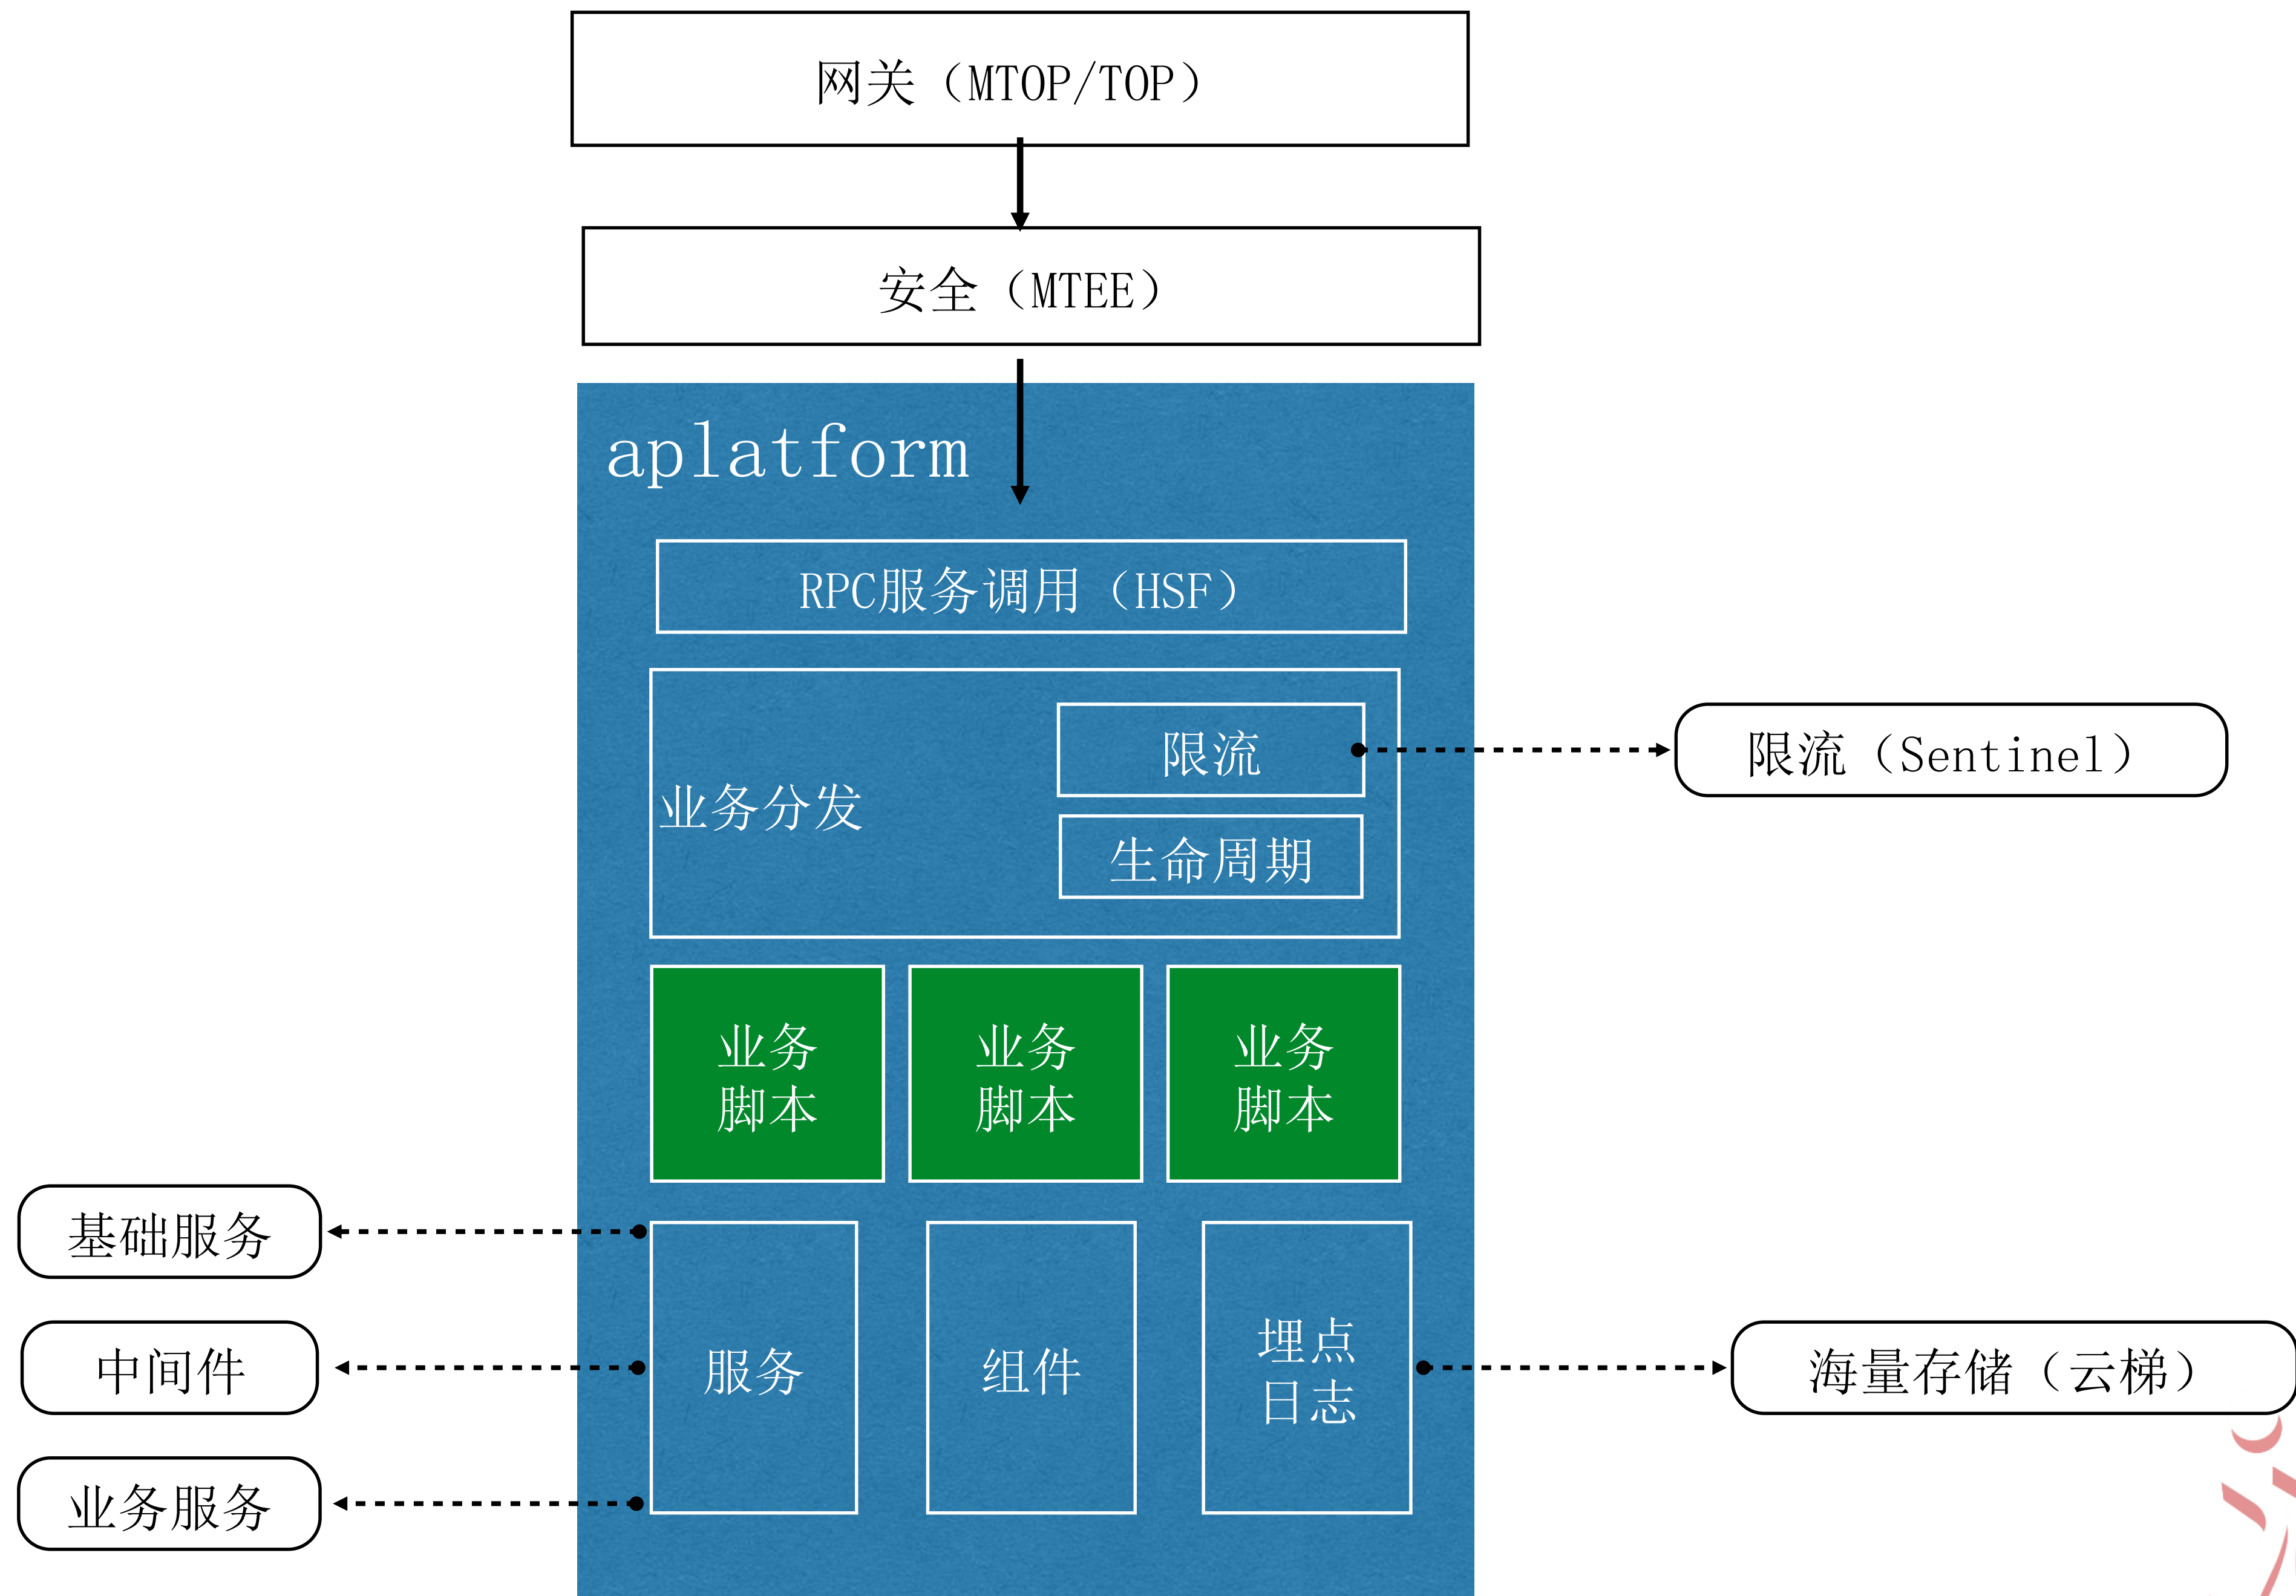 网关（MTOP/TOP）
安全（MTEE）
aplatform
RPC服务调用（HSF）
业务分发
限流
生命周期
限流（Sentinel）
业务
脚本
业务
脚本
业务
脚本
基础服务
中间件
业务服务
服务
组件
埋点
日志
海量存储（云梯）